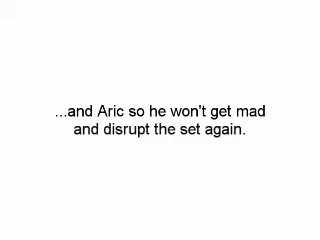 ...and Aric so he won't get mad
and disrupt the set again.